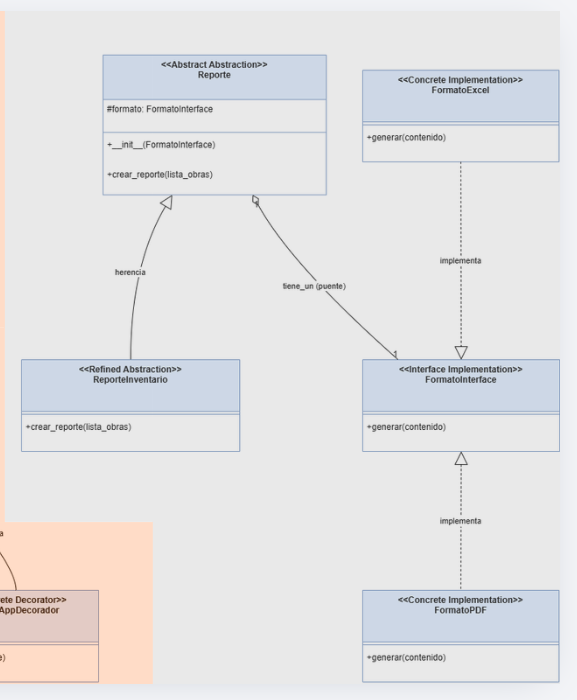 <<Abstract Abstraction>>
Reporte
#formato: FormatoInterface
+__init__(FormatoInterface)
+crear_reporte(lista_obras)
<<Concrete Implementation>>
FormatoExcel
+generar(contenido)
herencia
tiene_un (puente)
1
implementa
<<Refined Abstraction>>
ReporteInventario
+crear_reporte(lista_obras)
<<Interface Implementation>>
FormatoInterface
+generar(contenido)
implementa
a
ete Decorator>>
AppDecorador
e)
<<Concrete Implementation>>
FormatoPDF
+generar(contenido)